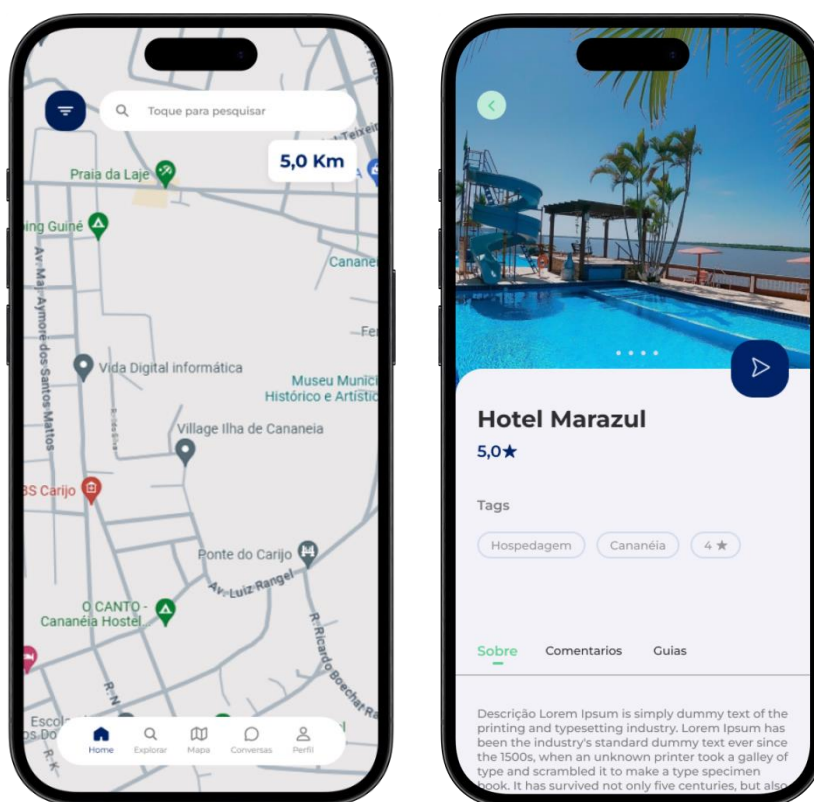 Toque para pesquisar
5,0 Km
Praia da Laje
ing Guiné
Av. Maj. Aymoré dos Santos Mattos
Vida Digital informática
Museu Munici
Histórico e Artístic
Village Ilha de Cananeia
BS Carijo
Ponte do Carijo
Av. Luiz Rangel
O CANTO -
Cananéia Hostel...
R. Ricardo Boechat Ra
R. N
R. K
Home
Explorar
Mapa
Conversas
Perfil
Hotel Marazul
5,0★
Tags
Hospedagem
Cananéia
4 ★
Sobre
Comentarios
Guias
Descrição Lorem Ipsum is simply dummy text of the
printing and typesetting industry. Lorem Ipsum has
been the industry's standard dummy text ever since
the 1500s, when an unknown printer took a galley of
type and scrambled it to make a type specimen
book. It has survived not only five centuries, but also